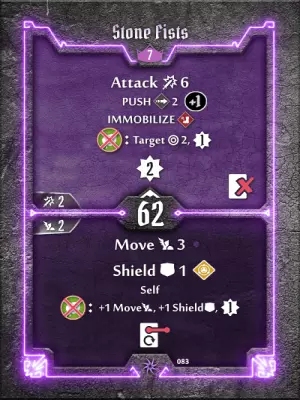 Stone Fists
7
Attack 6
PUSH 2 +1
IMMOBILIZE
: Target 2, 1
2
2
62
2
Move 3
Shield 1
Self
: +1 Move, +1 Shield, 1
083